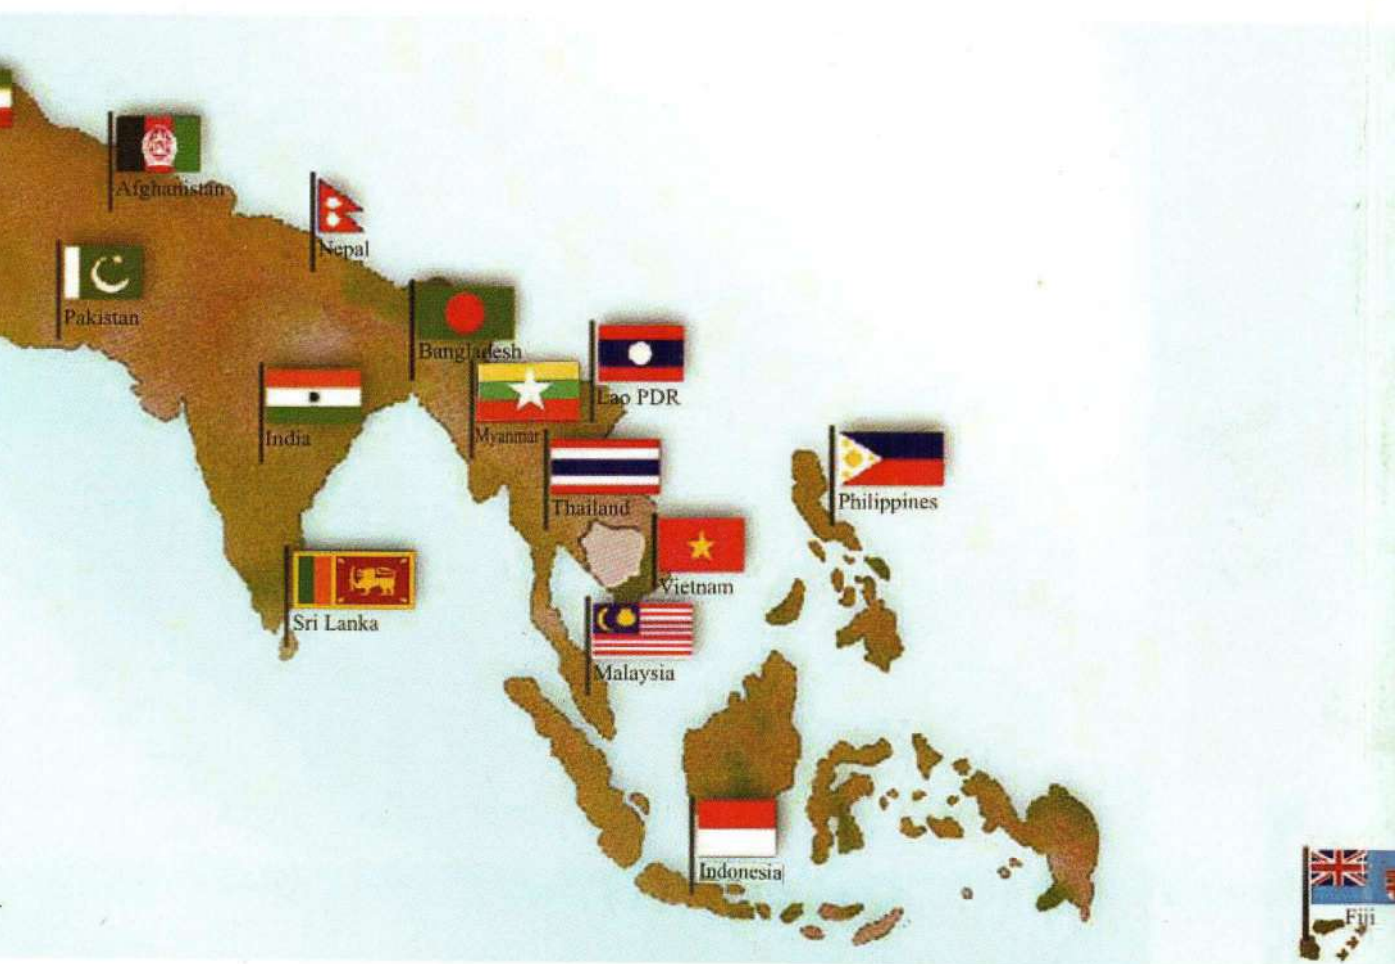 Afghanistan
Nepal
Pakistan
Bangladesh
Lao PDR
India
Myanmar
Thailand
Philippines
Vietnam
Sri Lanka
Malaysia
Indonesia
Fiji